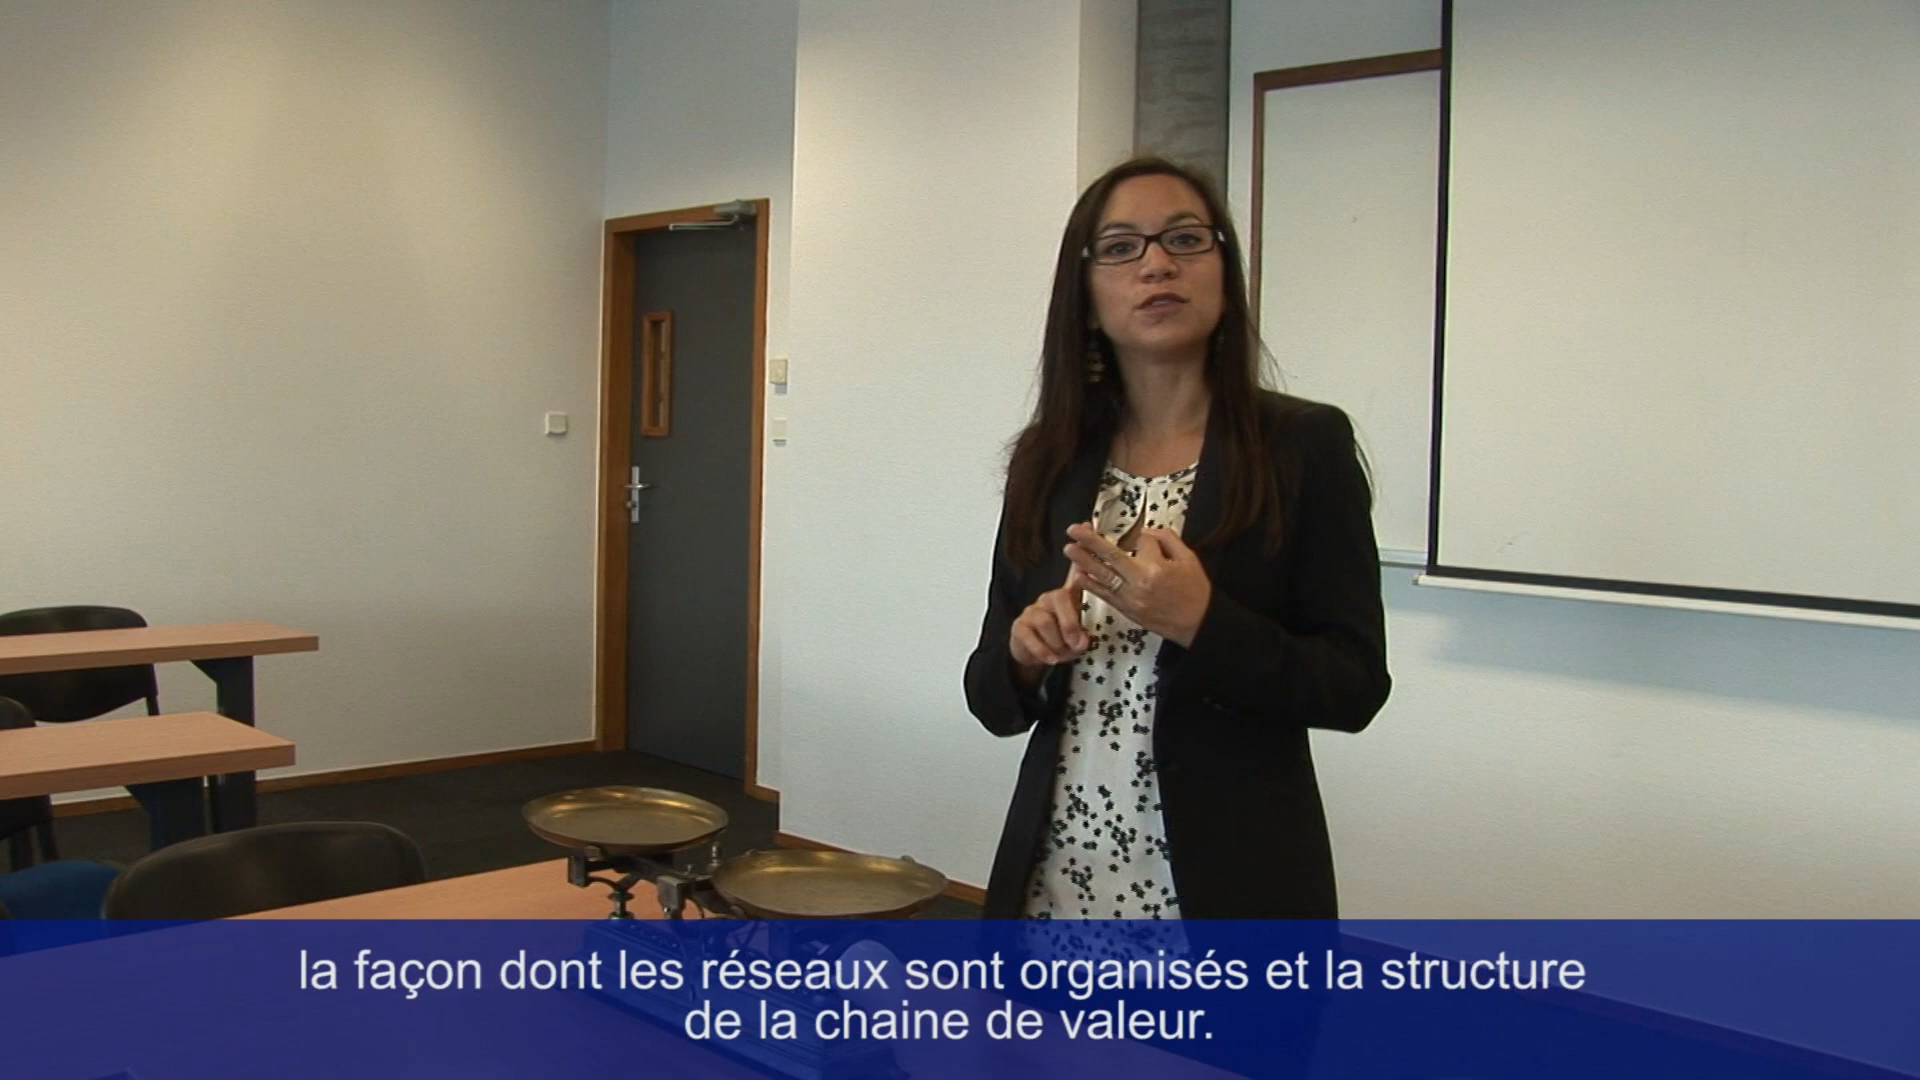 la façon dont les réseaux sont organisés et la structure
de la chaine de valeur.